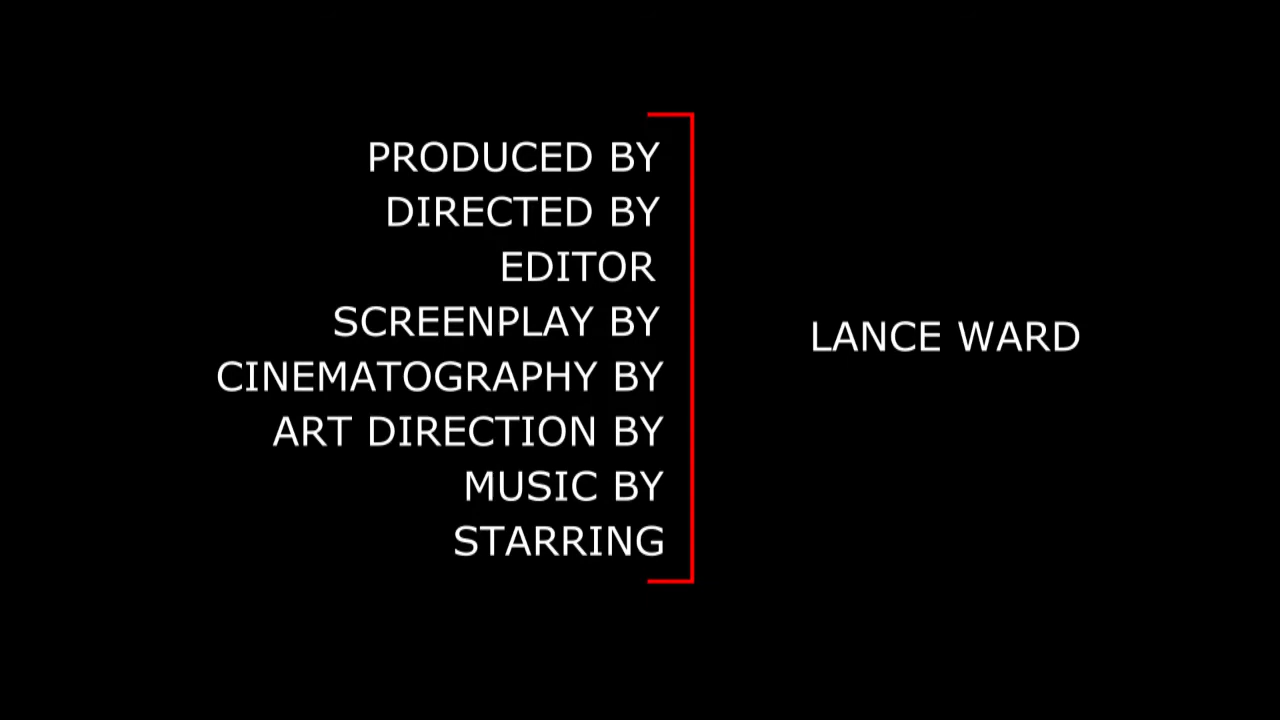 PRODUCED BY
DIRECTED BY
EDITOR
SCREENPLAY BY
CINEMATOGRAPHY BY
ART DIRECTION BY
MUSIC BY
STARRING
LANCE WARD